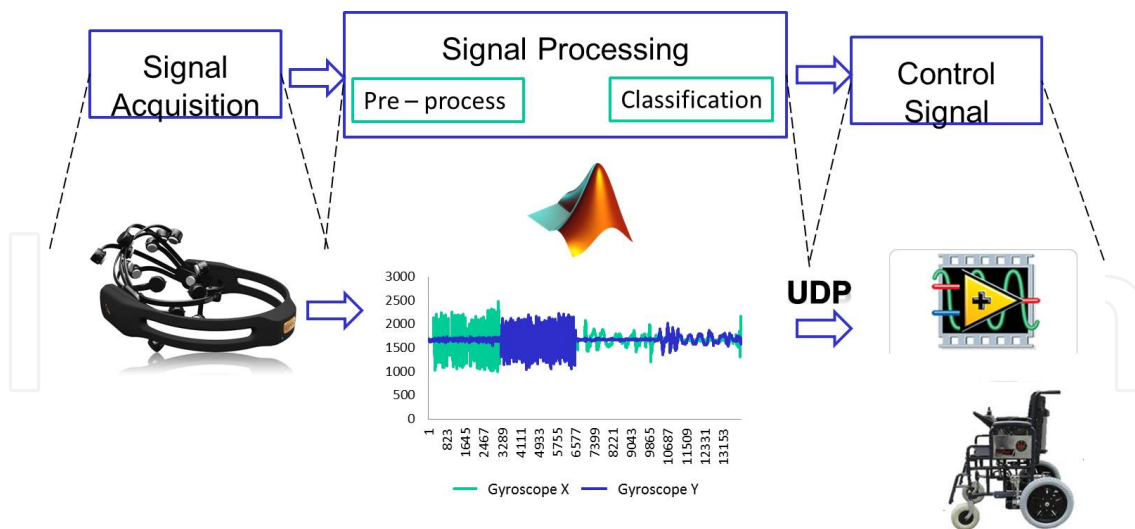 Signal
Acquisition
Signal Processing
Pre – process
Classification
Control
Signal
UDP
3000
2500
2000
1500
1000
500
0
1
823
1645
2467
3289
4111
4933
5755
6577
7399
8221
9043
9865
10687
11509
12331
13153
Gyroscope X
Gyroscope Y